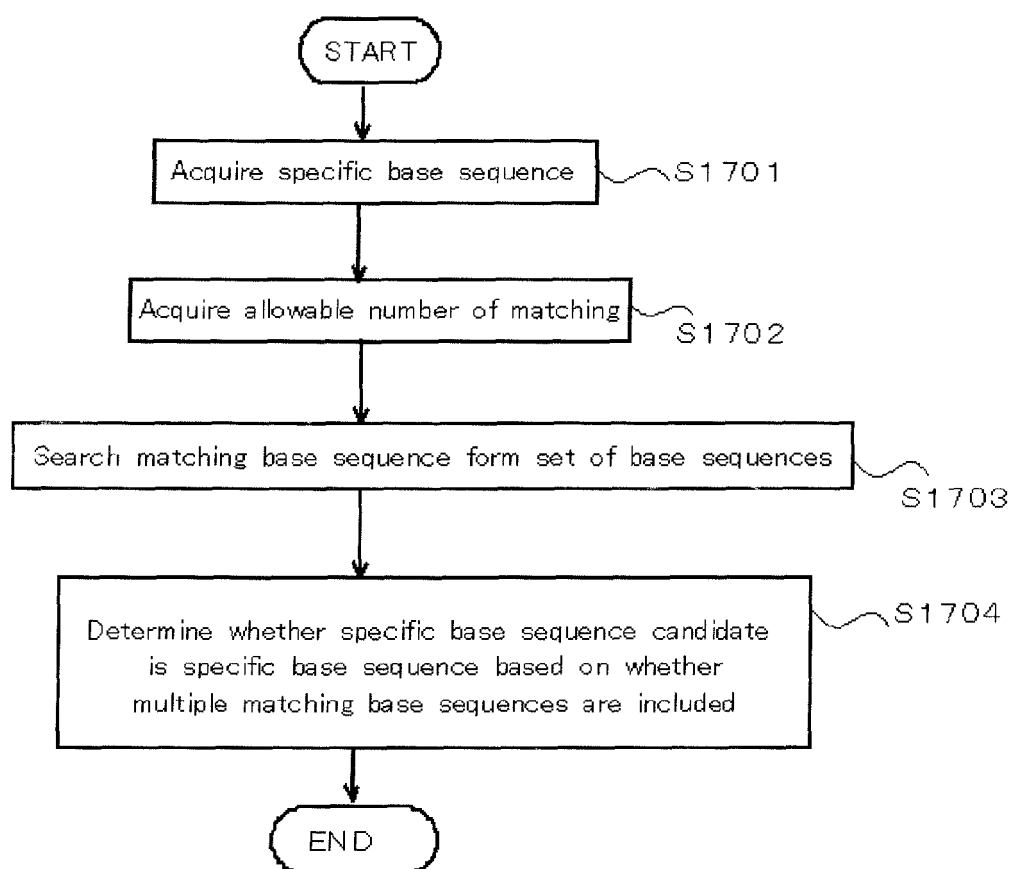 START
Acquire specific base sequence
S1701
Acquire allowable number of matching
S1702
Search matching base sequence form set of base sequences
S1703
Determine whether specific base sequence candidate
is specific base sequence based on whether
multiple matching base sequences are included
S1704
END